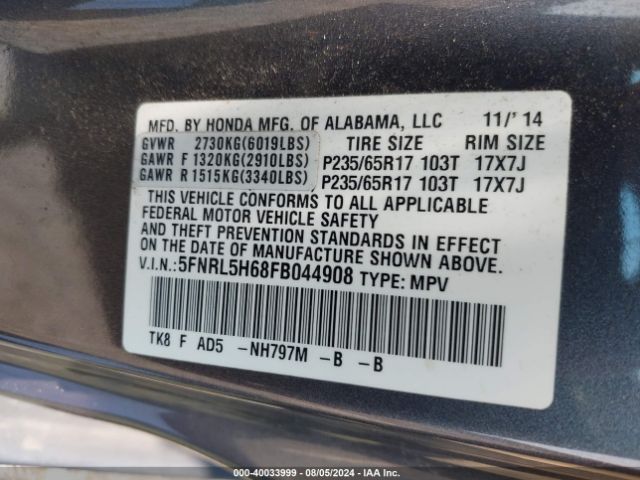 MFD. BY HONDA MFG. OF ALABAMA, LLC 11/'14
GVWR 2730KG(6019LBS) TIRE SIZE RIM SIZE
GAWR F 1320KG(2910LBS) P235/65R17 103T 17X7J
GAWR R 1515KG(3340LBS) P235/65R17 103T 17X7J
THIS VEHICLE CONFORMS TO ALL APPLICABLE
FEDERAL MOTOR VEHICLE SAFETY
AND THEFT PREVENTION STANDARDS IN EFFECT
ON THE DATE OF MANUFACTURE SHOWN ABOVE.
V.I.N.:5FNRL5H68FB044908 TYPE: MPV
TK8 F AD5 -NH797M -B -B
000-40033999 — 08/05/2024 — IAA Inc.